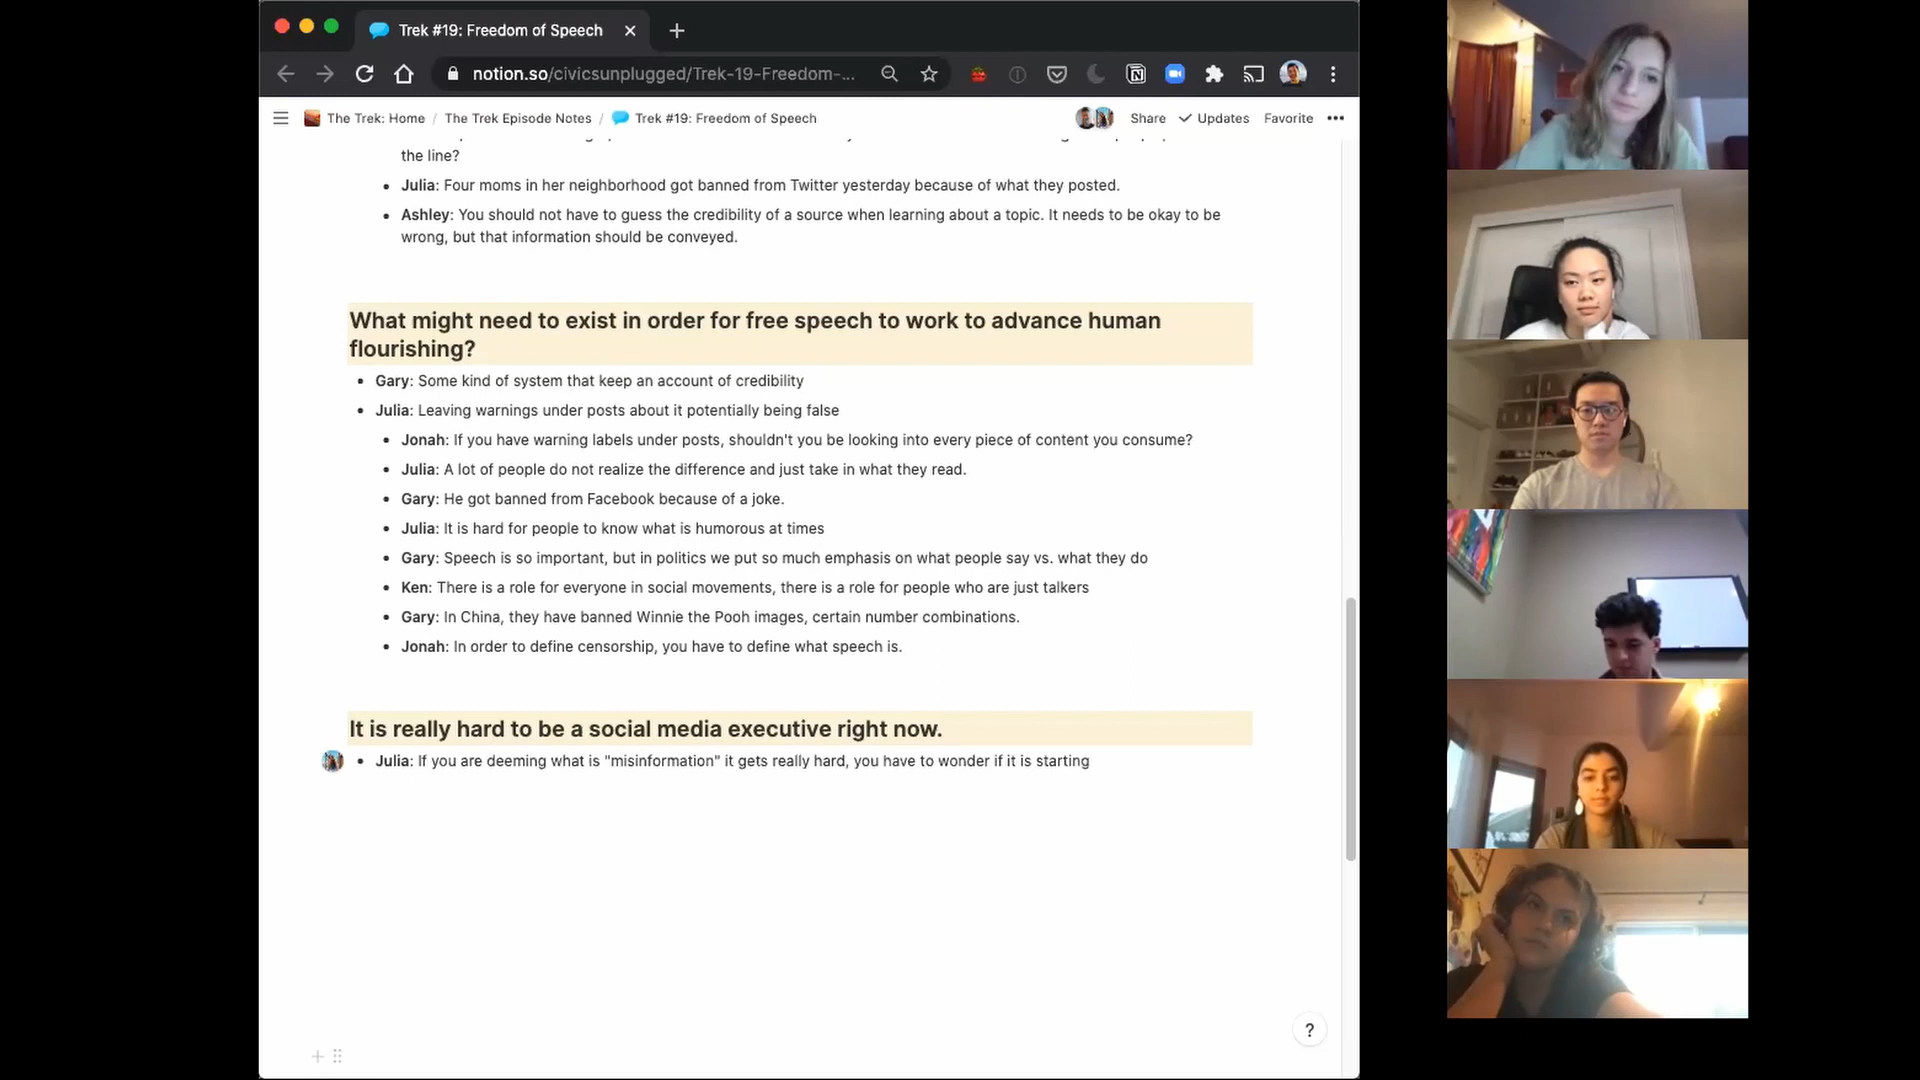 Trek #19: Freedom of Speech
notion.so/civicsunplugged/Trek-19-Freedom-...
The Trek: Home / The Trek Episode Notes / Trek #19: Freedom of Speech
Share Updates Favorite
the line?
Julia: Four moms in her neighborhood got banned from Twitter yesterday because of what they posted.
Ashley: You should not have to guess the credibility of a source when learning about a topic. It needs to be okay to be
wrong, but that information should be conveyed.
What might need to exist in order for free speech to work to advance human
flourishing?
Gary: Some kind of system that keep an account of credibility
Julia: Leaving warnings under posts about it potentially being false
Jonah: If you have warning labels under posts, shouldn't you be looking into every piece of content you consume?
Julia: A lot of people do not realize the difference and just take in what they read.
Gary: He got banned from Facebook because of a joke.
Julia: It is hard for people to know what is humorous at times
Gary: Speech is so important, but in politics we put so much emphasis on what people say vs. what they do
Ken: There is a role for everyone in social movements, there is a role for people who are just talkers
Gary: In China, they have banned Winnie the Pooh images, certain number combinations.
Jonah: In order to define censorship, you have to define what speech is.
It is really hard to be a social media executive right now.
Julia: If you are deeming what is "misinformation" it gets really hard, you have to wonder if it is starting
?